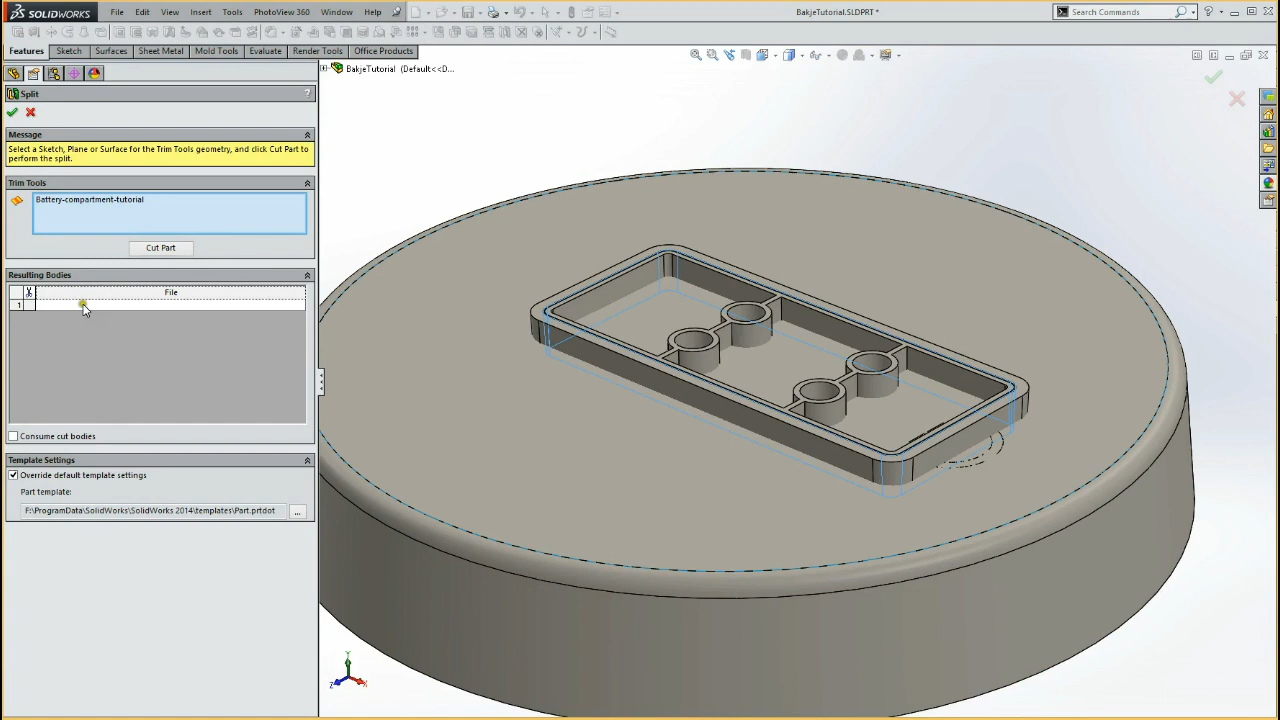 SOLIDWORKS File Edit View Insert Tools PhotoView 360 Window Help BakjeTutorial.SLDPRT * Search Commands
Features Sketch Surfaces Sheet Metal Mold Tools Evaluate Render Tools Office Products
BakjeTutorial (Default<<D...
Split ?
Message
Select a Sketch, Plane or Surface for the Trim Tools geometry, and click Cut Part to
perform the split.
Trim Tools
Battery-compartment-tutorial
Cut Part
Resulting Bodies
File
1
Consume cut bodies
Template Settings
Override default template settings
Part template:
F:\ProgramData\SolidWorks\SolidWorks 2014\templates\Part.prtdot ...
Y
Z X